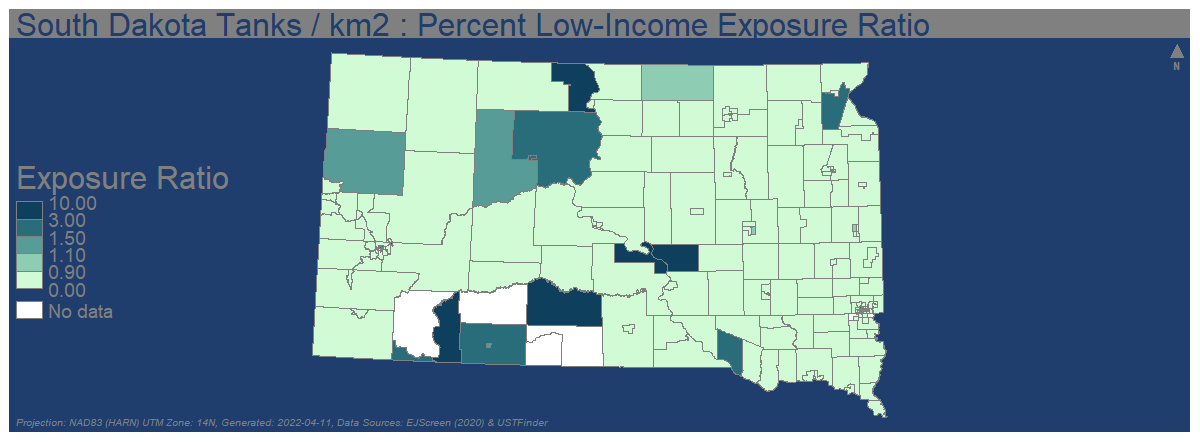 South Dakota Tanks / km2 : Percent Low-Income Exposure Ratio
N
Exposure Ratio
10.00
3.00
1.50
1.10
0.90
0.00
No data
Projection: NAD83 (HARN) UTM Zone: 14N, Generated: 2022-04-11, Data Sources: EJScreen (2020) & USTFinder